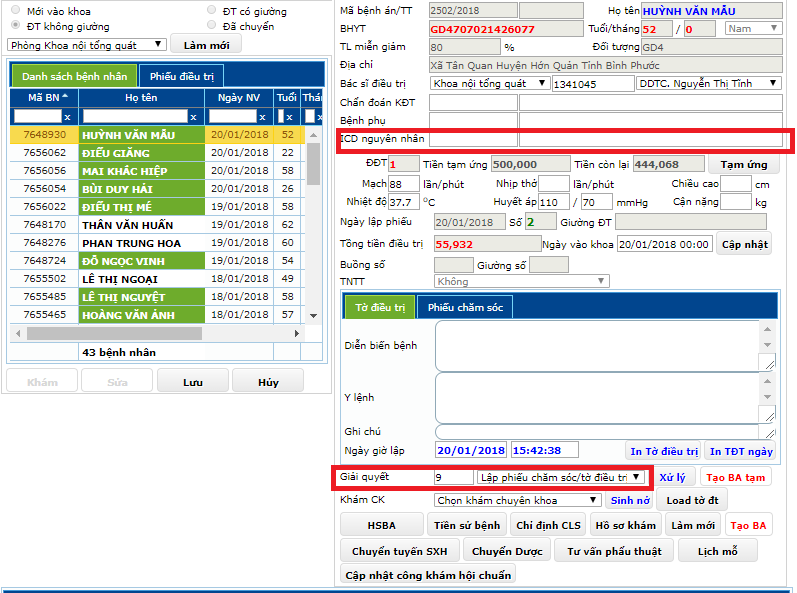 Mới vào khoa ĐT có giường
ĐT không giường Đã chuyển
Phòng Khoa nội tổng quát Làm mới
Danh sách bệnh nhân Phiếu điều trị
Mã BN Họ tên Ngày NV Tuổi Thán
x x x x
7648930 HUỲNH VĂN MẪU 20/01/2018 52
7656062 ĐIỂU GIĂNG 20/01/2018 22
7656056 MAI KHẮC HIỆP 20/01/2018 58
7656054 BÙI DUY HẢI 20/01/2018 26
7656022 ĐIỂU THỊ MÉ 19/01/2018 58
7648170 THÂN VĂN HUẤN 19/01/2018 62
7648276 PHAN TRUNG HOA 19/01/2018 60
7648724 ĐỖ NGỌC VINH 19/01/2018 54
7655502 LÊ THỊ NGOẠI 18/01/2018 49
7655485 LÊ THỊ NGUYỆT 18/01/2018 58
7655465 HOÀNG VĂN ÁNH 18/01/2018 57
43 bệnh nhân
Khám Sửa Lưu Hủy
Mã bệnh án/TT 2502/2018 Họ tên HUỲNH VĂN MẪU
BHYT GD4707021426077 Tuổi/tháng 52 / 0 Nam
TL miễn giảm 80 % Đối tượng GD4
Địa chỉ Xã Tân Quan Huyện Hớn Quản Tỉnh Bình Phước
Bác sĩ điều trị Khoa nội tổng quát 1341045 DDTC. Nguyễn Thị Tĩnh
Chẩn đoán KĐT
Bệnh phụ
ICD nguyên nhân
ĐĐT 1 Tiền tạm ứng 500,000 Tiền còn lại 444,068 Tạm ứng
Mạch 88 lần/phút Nhịp thở lần/phút Chiều cao cm
Nhiệt độ 37.7 °C Huyết áp 110 / 70 mmHg Cận nặng kg
Ngày lập phiếu 20/01/2018 Số 2 Giường ĐT
Tổng tiền điều trị 55,932 Ngày vào khoa 20/01/2018 00:00 Cập nhật
Buồng số Giường số
TNTT Không
Tờ điều trị Phiếu chăm sóc
Diễn biến bệnh
Y lệnh
Ghi chú
Ngày giờ lập 20/01/2018 15:42:38 In Tờ điều trị In TĐT ngày
Giải quyết 9 Lập phiếu chăm sóc/tờ điều trị Xử lý Tạo BA tạm
Khám CK Chọn khám chuyên khoa Sinh nở Load tờ đt
HSBA Tiền sử bệnh Chỉ định CLS Hồ sơ khám Làm mới Tạo BA
Chuyển tuyến SXH Chuyển Dược Tư vấn phẫu thuật Lịch mổ
Cập nhật công khám hội chuẩn